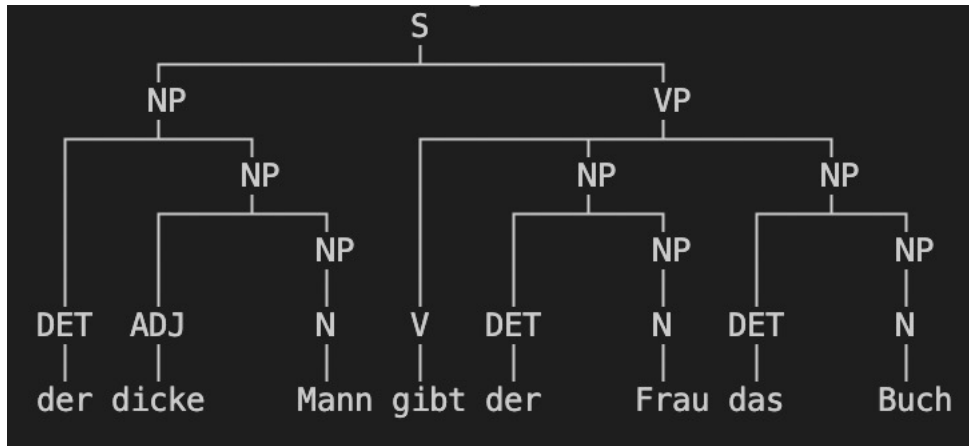 S
NP VP
NP NP NP
NP NP NP
DET ADJ N V DET N DET N
der dicke Mann gibt der Frau das Buch